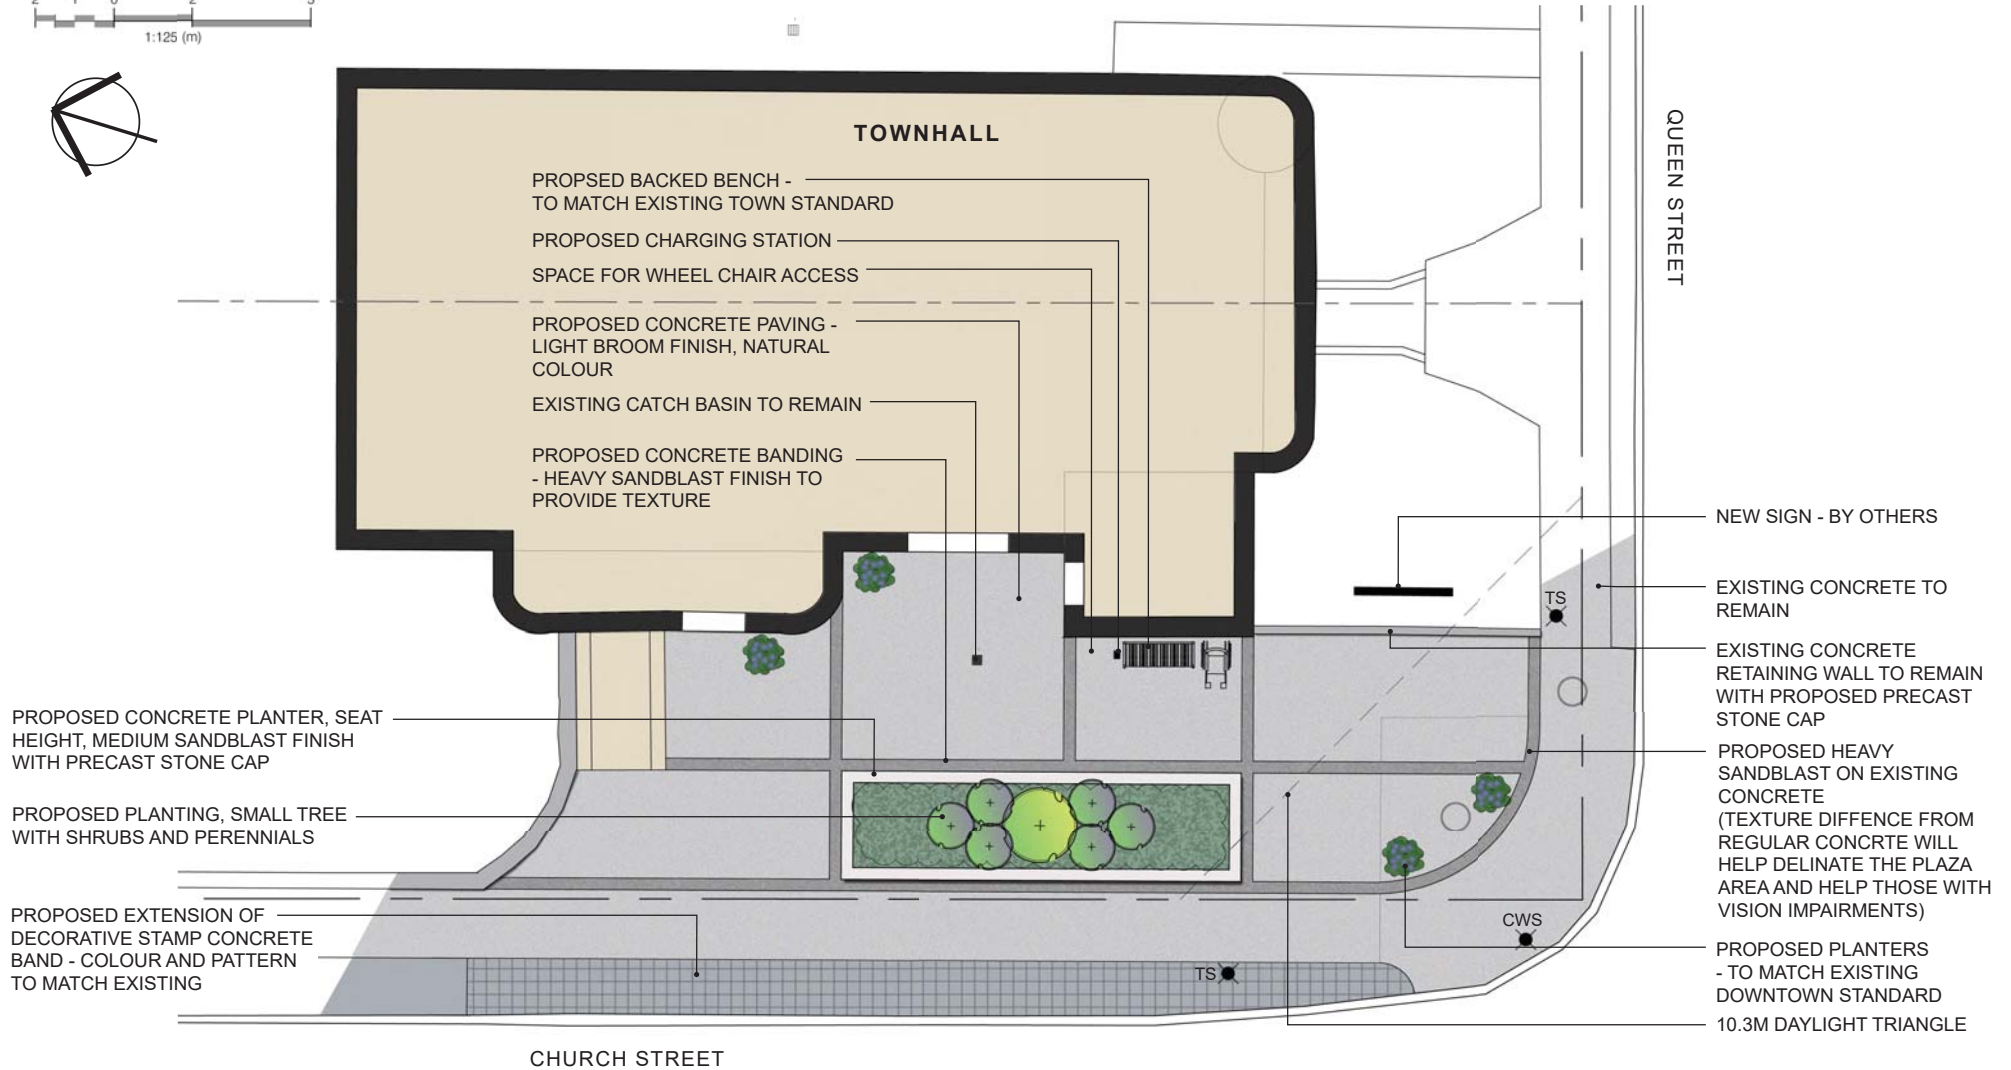 2 1 0 2 5
1:125 (m)
TOWNHALL
PROPSED BACKED BENCH -
TO MATCH EXISTING TOWN STANDARD
PROPOSED CHARGING STATION
SPACE FOR WHEEL CHAIR ACCESS
PROPOSED CONCRETE PAVING -
LIGHT BROOM FINISH, NATURAL
COLOUR
EXISTING CATCH BASIN TO REMAIN
PROPOSED CONCRETE BANDING
- HEAVY SANDBLAST FINISH TO
PROVIDE TEXTURE
QUEEN STREET
NEW SIGN - BY OTHERS
EXISTING CONCRETE TO
REMAIN
TS
EXISTING CONCRETE
RETAINING WALL TO REMAIN
WITH PROPOSED PRECAST
STONE CAP
PROPOSED HEAVY
SANDBLAST ON EXISTING
CONCRETE
(TEXTURE DIFFENCE FROM
REGULAR CONCRTE WILL
HELP DELINATE THE PLAZA
AREA AND HELP THOSE WITH
VISION IMPAIRMENTS)
CWS
PROPOSED PLANTERS
- TO MATCH EXISTING
DOWNTOWN STANDARD
10.3M DAYLIGHT TRIANGLE
PROPOSED CONCRETE PLANTER, SEAT
HEIGHT, MEDIUM SANDBLAST FINISH
WITH PRECAST STONE CAP
PROPOSED PLANTING, SMALL TREE
WITH SHRUBS AND PERENNIALS
PROPOSED EXTENSION OF
DECORATIVE STAMP CONCRETE
BAND - COLOUR AND PATTERN
TO MATCH EXISTING
TS
CHURCH STREET